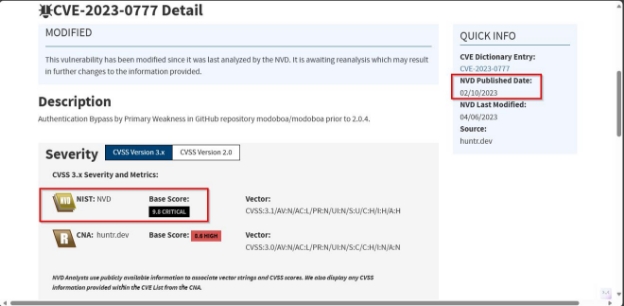 CVE-2023-0777 Detail
MODIFIED
This vulnerability has been modified since it was last analyzed by the NVD. It is awaiting reanalysis which may result
in further changes to the information provided.
Description
Authentication Bypass by Primary Weakness in GitHub repository modoboa/modoboa prior to 2.0.4.
Severity
CVSS Version 3.x
CVSS Version 2.0
CVSS 3.x Severity and Metrics:
NIST: NVD
Base Score:
9.8 CRITICAL
Vector:
CVSS:3.1/AV:N/AC:L/PR:N/UI:N/S:U/C:H/I:H/A:H
CNA: huntr.dev
Base Score:
HIGH
Vector:
CVSS:3.0/AV:N/AC:L/PR:N/UI:N/S:C/C:H/I:N/A:N
NVD Analysts use publicly available information to associate vector strings and CVSS scores. We also display any CVSS
information provided within the CVE List from the CNA.
QUICK INFO
CVE Dictionary Entry:
CVE-2023-0777
NVD Published Date:
02/10/2023
NVD Last Modified:
04/06/2023
Source:
huntr.dev